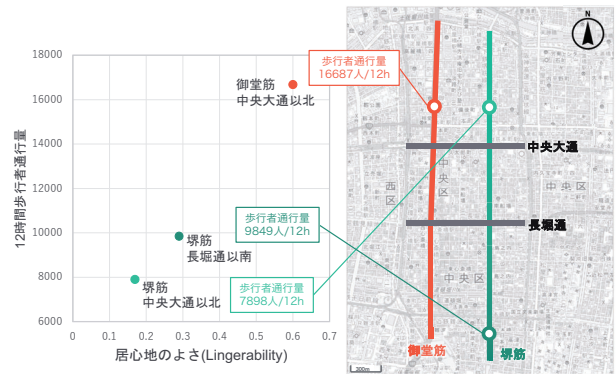 18000
16000
14000
12000
10000
8000
6000
12時間歩行者通行量
0
0.1
0.2
0.3
0.4
0.5
0.6
0.7
居心地のよさ(Lingerability)
御堂筋
中央大通以北
堺筋
長堀通以南
堺筋
中央大通以北
歩行者通行量
16687人/12h
歩行者通行量
9849人/12h
歩行者通行量
7898人/12h
N
中央大通
中央区
西区
中央区
長堀通
中央区
御堂筋
堺筋
300m